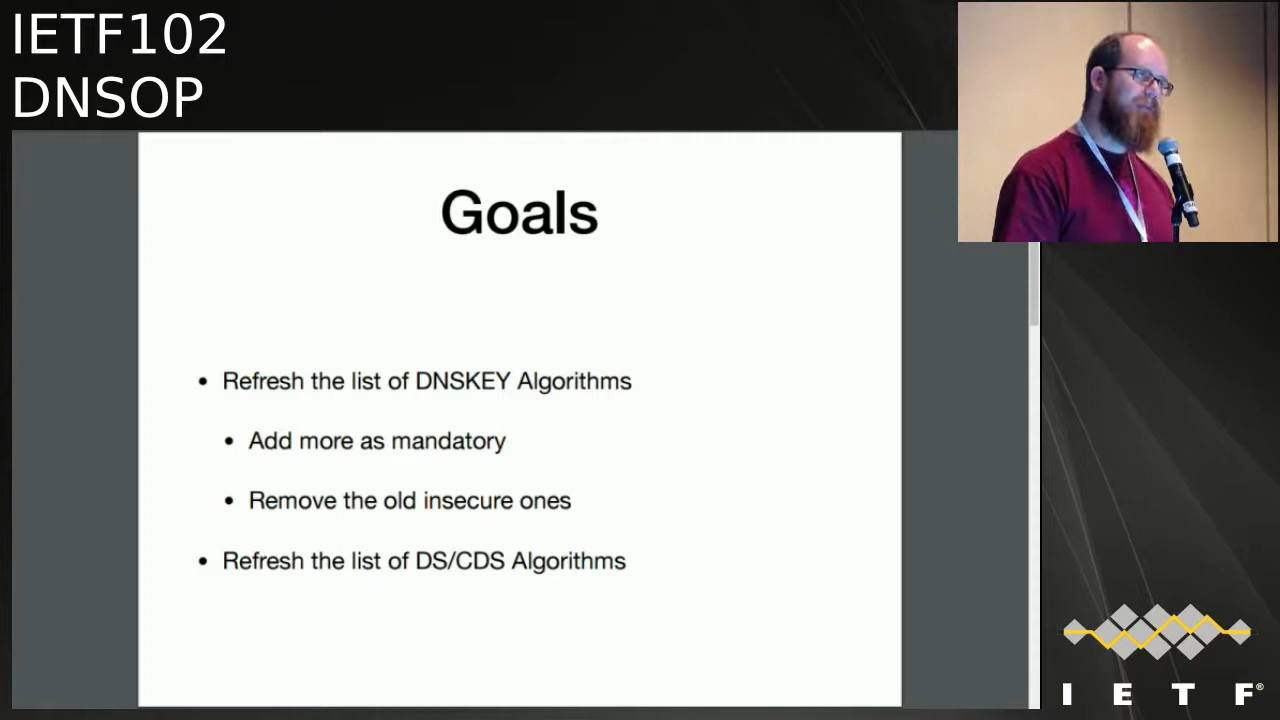 IETF102
DNSOP
Goals
• Refresh the list of DNSKEY Algorithms
• Add more as mandatory
• Remove the old insecure ones
• Refresh the list of DS/CDS Algorithms
I E T F®